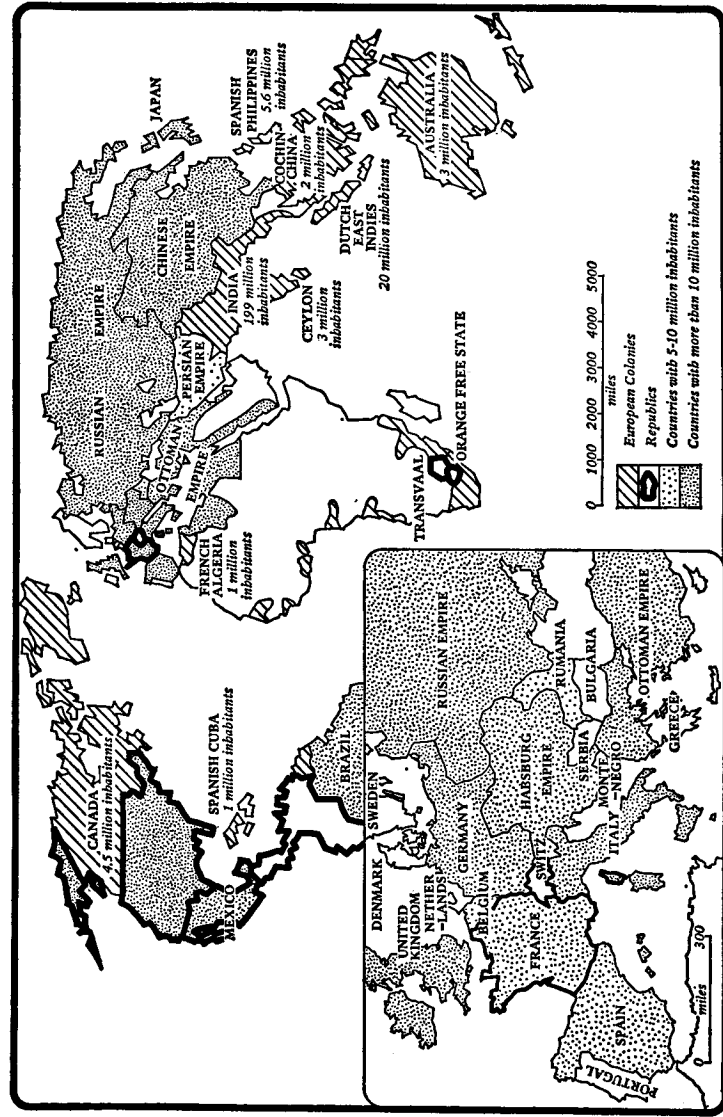 CANADA
4.5 million inhabitants
MEXICO
SPANISH CUBA
1 million inhabitants
BRAZIL
RUSSIAN
EMPIRE
CHINESE
EMPIRE
JAPAN
OTTOMAN
EMPIRE
PERSIAN
EMPIRE
FRENCH
ALGERIA
1 million
inhabitants
INDIA
199 million
inhabitants
CEYLON
3 million
inhabitants
SPANISH
PHILIPPINES
5.6 million
inhabitants
COCHIN
CHINA
2 million
inhabitants
DUTCH
EAST
INDIES
20 million inhabitants
AUSTRALIA
3 million inhabitants
TRANSVAAL
ORANGE FREE STATE
0 1000 2000 3000 4000 5000
miles
European Colonies
Republics
Countries with 5-10 million inhabitants
Countries with more than 10 million inhabitants
DENMARK
SWEDEN
UNITED
KINGDOM
NETHER
-LANDS
BELGIUM
GERMANY
RUSSIAN EMPIRE
FRANCE
SWITZ
HABSBURG
EMPIRE
RUMANIA
SERBIA
BULGARIA
MONTE
-NEGRO
ITALY
OTTOMAN EMPIRE
GREECE
SPAIN
PORTUGAL
0 300
miles